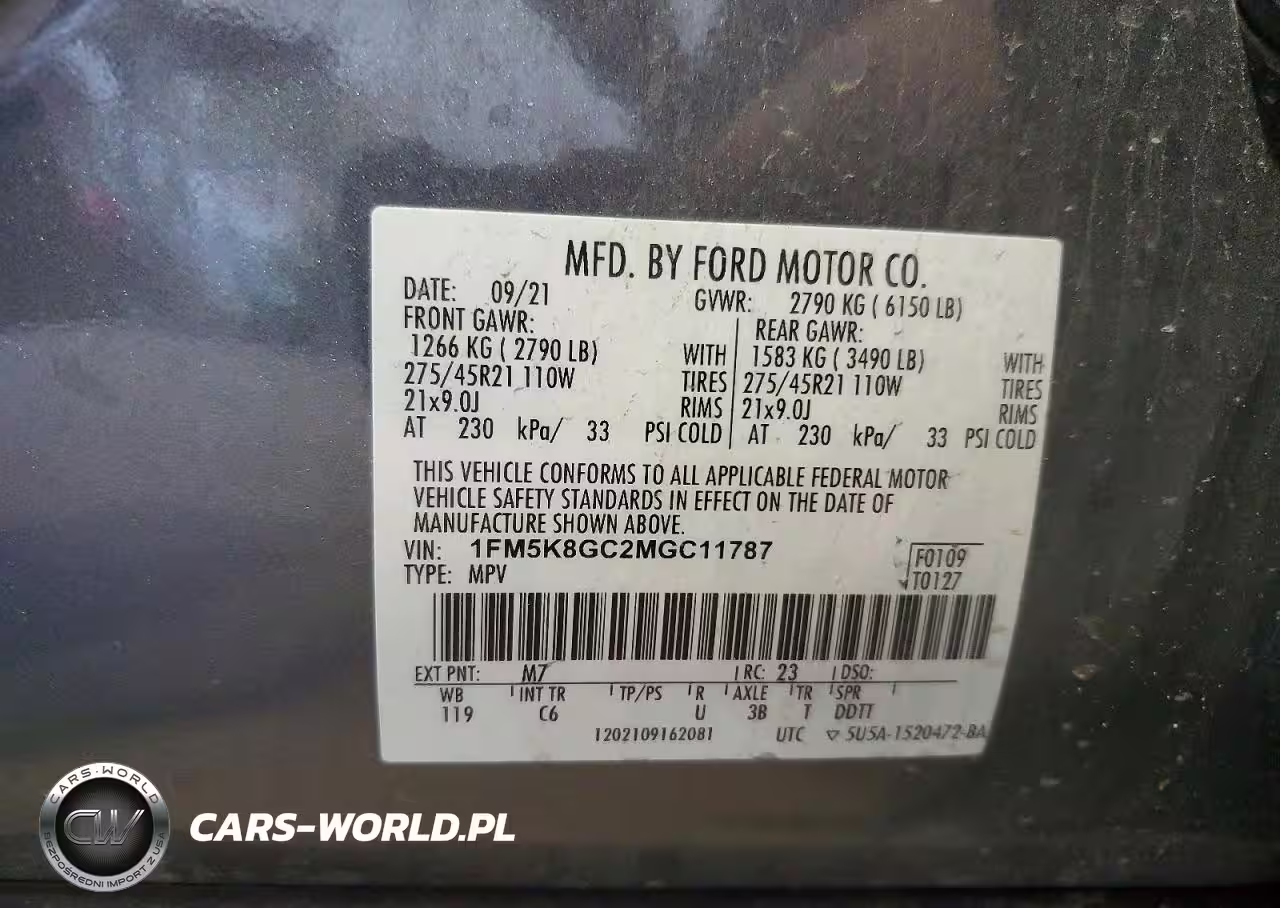 MFD. BY FORD MOTOR CO.
DATE: 09/21 GVWR: 2790 KG ( 6150 LB)
FRONT GAWR: REAR GAWR:
1266 KG ( 2790 LB) WITH 1583 KG ( 3490 LB) WITH
275/45R21 110W TIRES 275/45R21 110W TIRES
21x9.0J RIMS 21x9.0J RIMS
AT 230 kPa/ 33 PSI COLD AT 230 kPa/ 33 PSI COLD
THIS VEHICLE CONFORMS TO ALL APPLICABLE FEDERAL MOTOR
VEHICLE SAFETY STANDARDS IN EFFECT ON THE DATE OF
MANUFACTURE SHOWN ABOVE.
VIN: 1FM5K8GC2MGC11787 F0109
TYPE: MPV T0127
EXT PNT: M7 RC: 23 DSO:
WB INT TR TP/PS R AXLE TR SPR
119 C6 U 3B T DDTT
1202109162081 UTC ▽ 5U5A-1520472-BA
CARS-WORLD
CW
BEZPOŚREDNI IMPORT Z USA
CARS-WORLD.PL